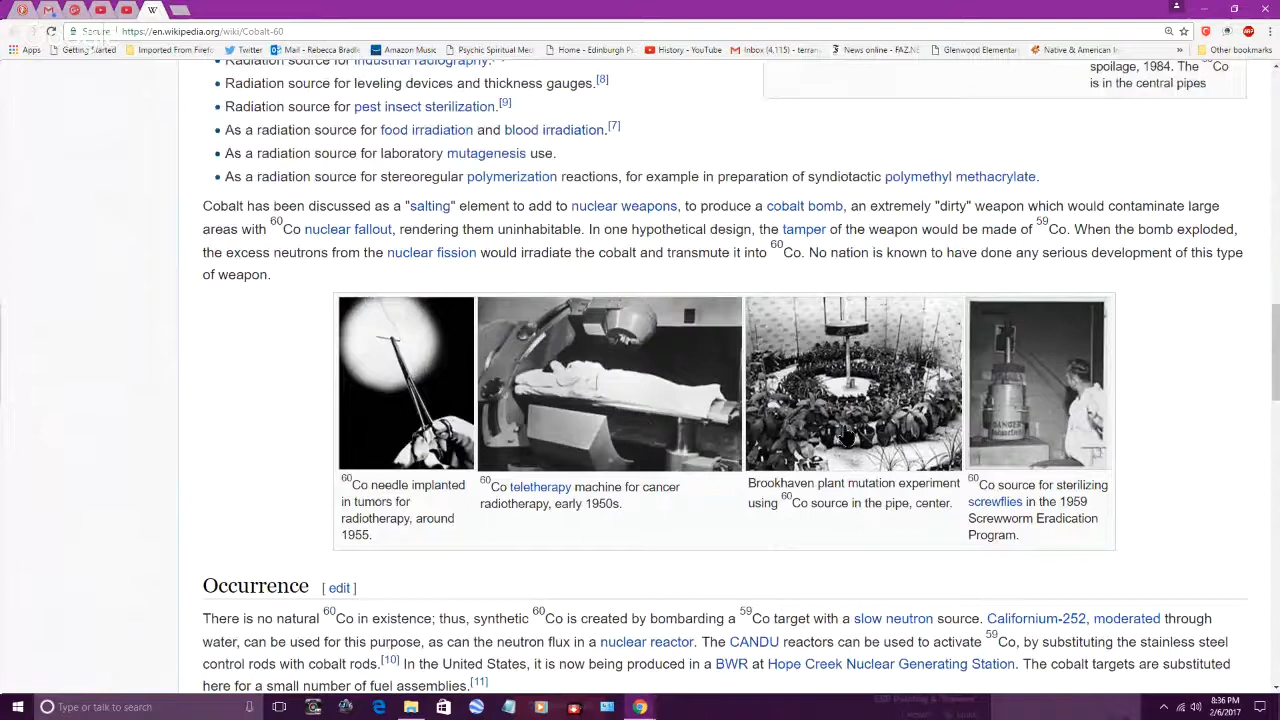 Secure https://en.wikipedia.org/wiki/Cobalt-60
Apps Getting started Imported From Firefo Twitter Mail - Rebecca Bradle Amazon Music Psychic Spiritual Med Home - Edinburgh Ps History - YouTube Inbox (4,115) - terran News online - FAZ.NE Glenwood Elementar Native & American In » Other bookmarks
Radiation source for industrial radiography.
spoilage, 1984. The 60Co
is in the central pipes
• Radiation source for leveling devices and thickness gauges.[8]
• Radiation source for pest insect sterilization.[9]
• As a radiation source for food irradiation and blood irradiation.[7]
• As a radiation source for laboratory mutagenesis use.
• As a radiation source for stereoregular polymerization reactions, for example in preparation of syndiotactic polymethyl methacrylate.
Cobalt has been discussed as a "salting" element to add to nuclear weapons, to produce a cobalt bomb, an extremely "dirty" weapon which would contaminate large
areas with 60Co nuclear fallout, rendering them uninhabitable. In one hypothetical design, the tamper of the weapon would be made of 59Co. When the bomb exploded,
the excess neutrons from the nuclear fission would irradiate the cobalt and transmute it into 60Co. No nation is known to have done any serious development of this type
of weapon.
DANGER
60Co needle implanted
in tumors for
radiotherapy, around
1955.
60Co teletherapy machine for cancer
radiotherapy, early 1950s.
Brookhaven plant mutation experiment
using 60Co source in the pipe, center.
60Co source for sterilizing
screwflies in the 1959
Screwworm Eradication
Program.
Occurrence [ edit ]
There is no natural 60Co in existence; thus, synthetic 60Co is created by bombarding a 59Co target with a slow neutron source. Californium-252, moderated through
water, can be used for this purpose, as can the neutron flux in a nuclear reactor. The CANDU reactors can be used to activate 59Co, by substituting the stainless steel
control rods with cobalt rods.[10] In the United States, it is now being produced in a BWR at Hope Creek Nuclear Generating Station. The cobalt targets are substituted
here for a small number of fuel assemblies.[11]
Type or talk to search
8:36 PM
2/6/2017